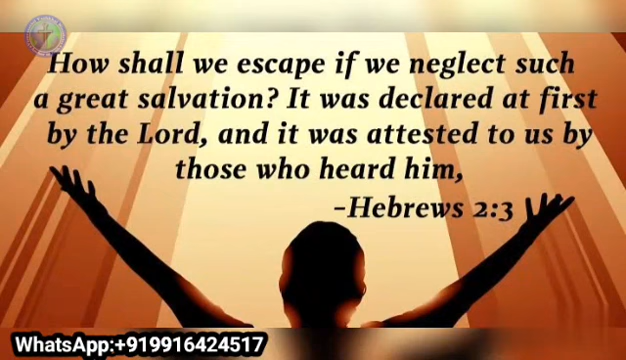 How shall we escape if we neglect such
a great salvation? It was declared at first
by the Lord, and it was attested to us by
those who heard him,
–Hebrews 2:3
WhatsApp:+919916424517